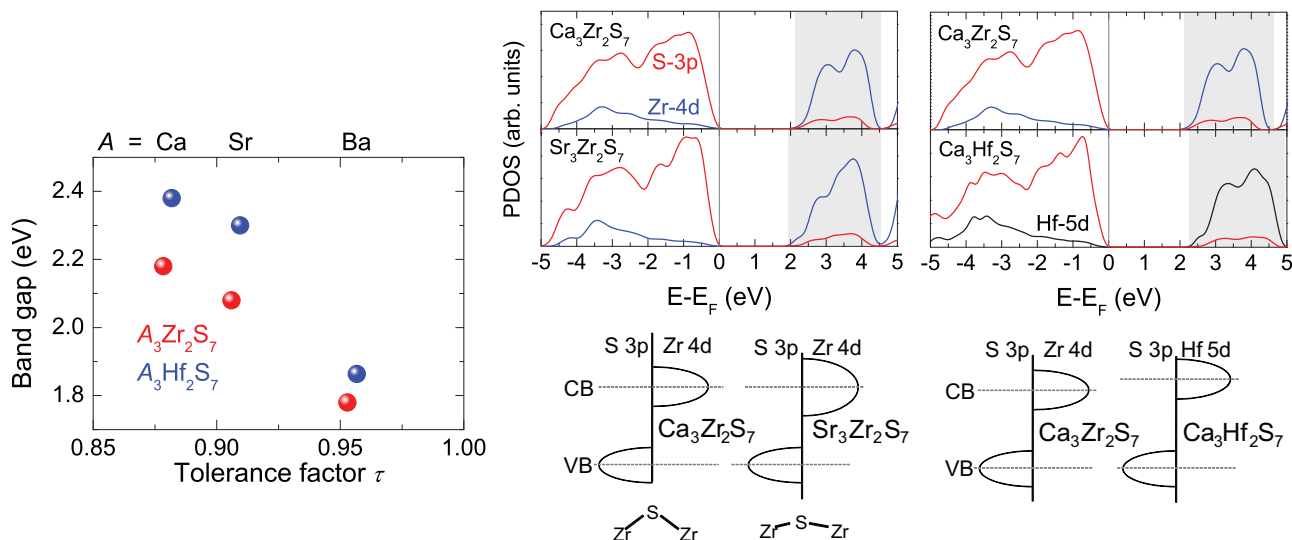 A = Ca Sr Ba
Band gap (eV)
2.4
2.2
2.0
1.8
A₃Zr₂S₇
A₃Hf₂S₇
0.85 0.90 0.95 1.00
Tolerance factor τ
PDOS (arb. units)
Ca₃Zr₂S₇
S-3p
Zr-4d
Sr₃Zr₂S₇
-5 -4 -3 -2 -1 0 1 2 3 4 5
E-E_F (eV)
Ca₃Zr₂S₇
Ca₃Hf₂S₇
Hf-5d
-5 -4 -3 -2 -1 0 1 2 3 4 5
E-E_F (eV)
S 3p Zr 4d
CB
Ca₃Zr₂S₇
VB
S
Zr Zr
S 3p Zr 4d
Sr₃Zr₂S₇
Zr S Zr
S 3p Zr 4d
CB
Ca₃Zr₂S₇
VB
S 3p Hf 5d
Ca₃Hf₂S₇